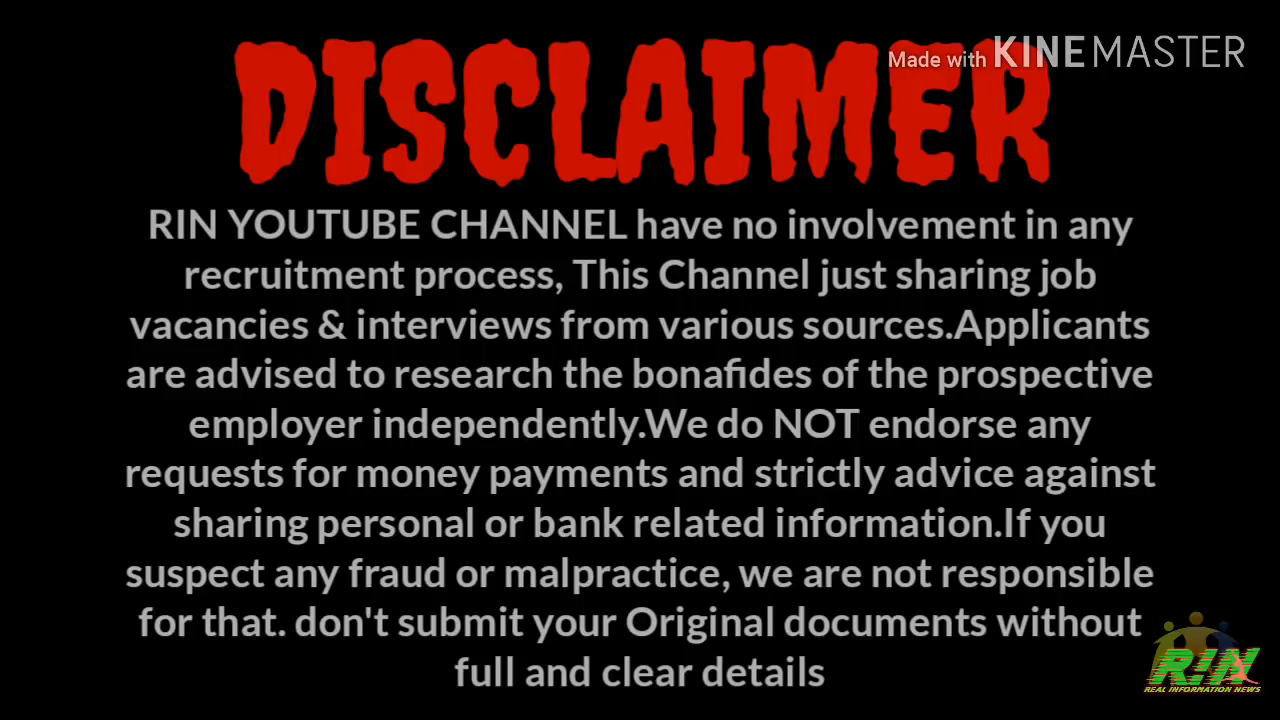 DISCLAIMER
Made with KINEMASTER
RIN YOUTUBE CHANNEL have no involvement in any
recruitment process, This Channel just sharing job
vacancies & interviews from various sources.Applicants
are advised to research the bonafides of the prospective
employer independently.We do NOT endorse any
requests for money payments and strictly advice against
sharing personal or bank related information.If you
suspect any fraud or malpractice, we are not responsible
for that. don't submit your Original documents without
full and clear details
RIN
REAL INFORMATION NEWS